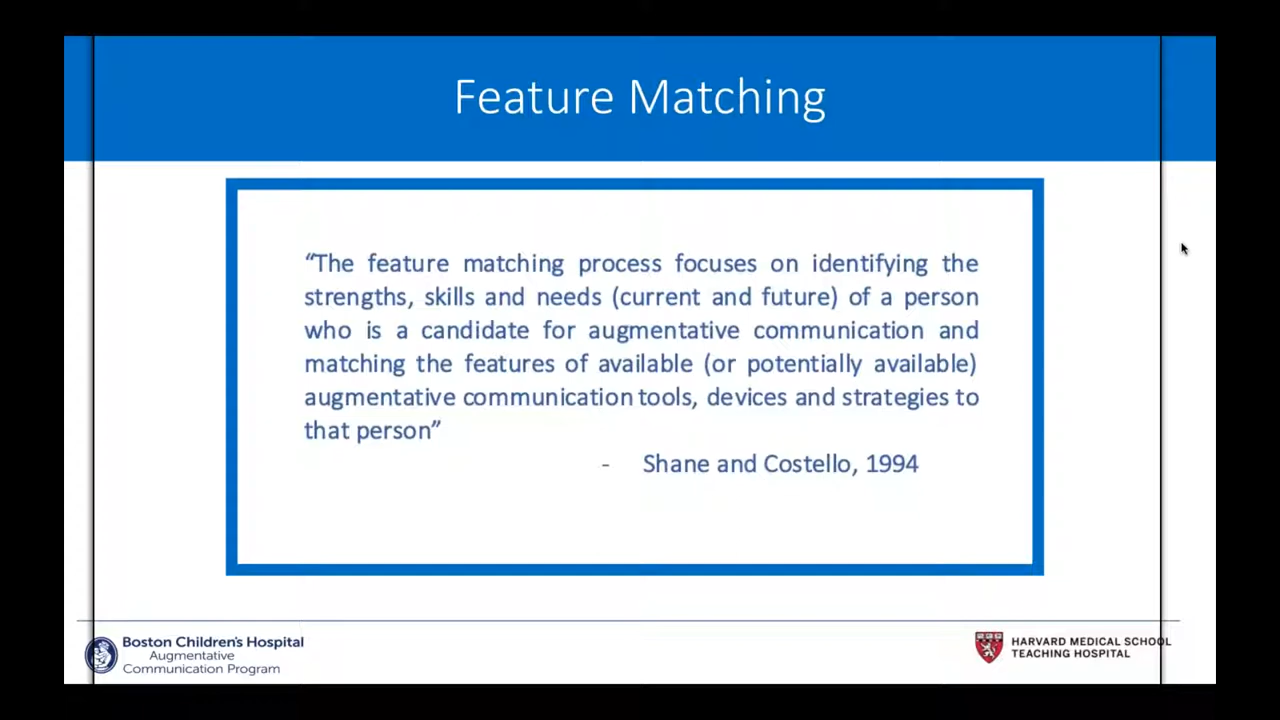 Feature Matching
“The feature matching process focuses on identifying the
strengths, skills and needs (current and future) of a person
who is a candidate for augmentative communication and
matching the features of available (or potentially available)
augmentative communication tools, devices and strategies to
that person”
- Shane and Costello, 1994
Boston Children's Hospital
Augmentative
Communication Program
HARVARD MEDICAL SCHOOL
TEACHING HOSPITAL